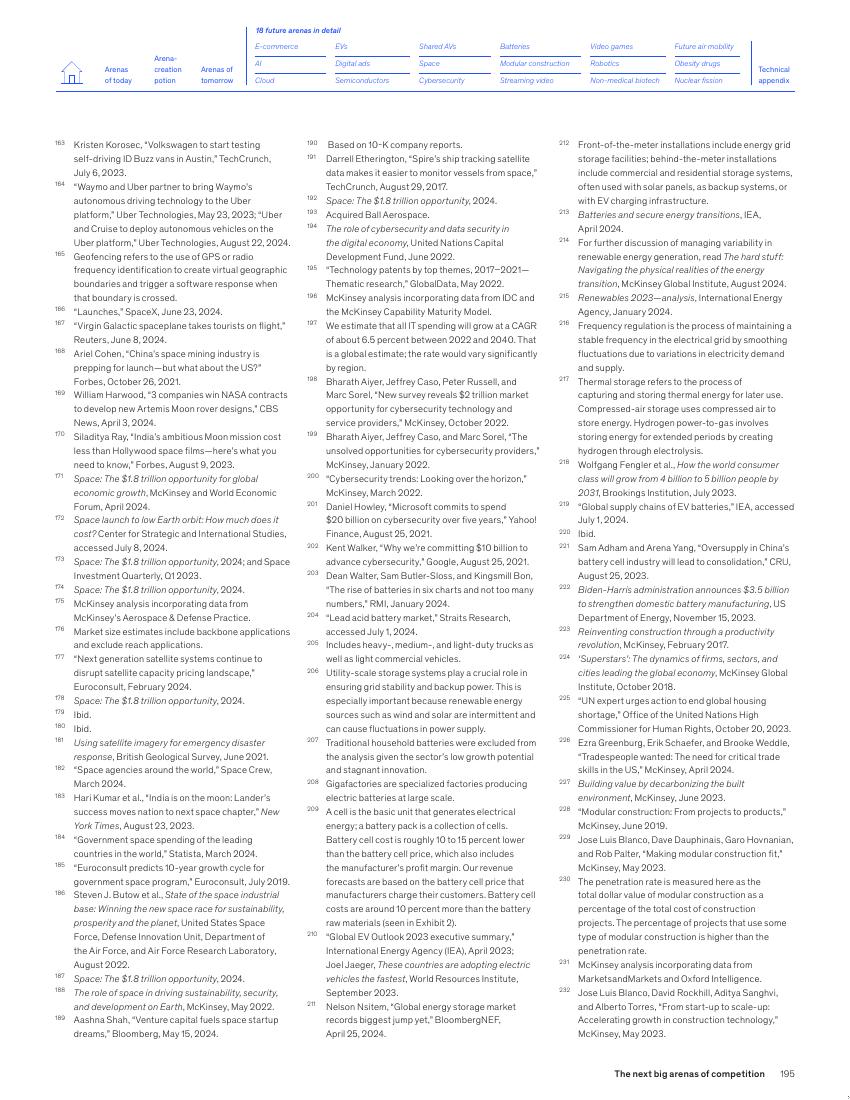 18 future arenas in detail
Arenas
of today
Arena-
creation
potion
Arenas of
tomorrow
E-commerce
EVs
Shared AVs
Batteries
Video games
Future air mobility
AI
Digital ads
Space
Modular construction
Robotics
Obesity drugs
Cloud
Semiconductors
Cybersecurity
Streaming video
Non-medical biotech
Nuclear fission
Technical
appendix
163 Kristen Korosec, “Volkswagen to start testing
self-driving ID Buzz vans in Austin,” TechCrunch,
July 6, 2023.
164 “Waymo and Uber partner to bring Waymo’s
autonomous driving technology to the Uber
platform,” Uber Technologies, May 23, 2023; “Uber
and Cruise to deploy autonomous vehicles on the
Uber platform,” Uber Technologies, August 22, 2024.
165 Geofencing refers to the use of GPS or radio
frequency identification to create virtual geographic
boundaries and trigger a software response when
that boundary is crossed.
166 “Launches,” SpaceX, June 23, 2024.
167 “Virgin Galactic spaceplane takes tourists on flight,”
Reuters, June 8, 2024.
168 Ariel Cohen, “China’s space mining industry is
prepping for launch—but what about the US?”
Forbes, October 26, 2021.
169 William Harwood, “3 companies win NASA contracts
to develop new Artemis Moon rover designs,” CBS
News, April 3, 2024.
170 Siladitya Ray, “India’s ambitious Moon mission cost
less than Hollywood space films—here’s what you
need to know,” Forbes, August 9, 2023.
171 Space: The $1.8 trillion opportunity for global
economic growth, McKinsey and World Economic
Forum, April 2024.
172 Space launch to low Earth orbit: How much does it
cost? Center for Strategic and International Studies,
accessed July 8, 2024.
173 Space: The $1.8 trillion opportunity, 2024; and Space
Investment Quarterly, Q1 2023.
174 Space: The $1.8 trillion opportunity, 2024.
175 McKinsey analysis incorporating data from
McKinsey’s Aerospace & Defense Practice.
176 Market size estimates include backbone applications
and exclude reach applications.
177 “Next generation satellite systems continue to
disrupt satellite capacity pricing landscape,”
Euroconsult, February 2024.
178 Space: The $1.8 trillion opportunity, 2024.
179 Ibid.
180 Ibid.
181 Using satellite imagery for emergency disaster
response, British Geological Survey, June 2021.
182 “Space agencies around the world,” Space Crew,
March 2024.
183 Hari Kumar et al., “India is on the moon: Lander’s
success moves nation to next space chapter,” New
York Times, August 23, 2023.
184 “Government space spending of the leading
countries in the world,” Statista, March 2024.
185 “Euroconsult predicts 10-year growth cycle for
government space program,” Euroconsult, July 2019.
186 Steven J. Butow et al., State of the space industrial
base: Winning the new space race for sustainability,
prosperity and the planet, United States Space
Force, Defense Innovation Unit, Department of
the Air Force, and Air Force Research Laboratory,
August 2022.
187 Space: The $1.8 trillion opportunity, 2024.
188 The role of space in driving sustainability, security,
and development on Earth, McKinsey, May 2022.
189 Aashna Shah, “Venture capital fuels space startup
dreams,” Bloomberg, May 15, 2024.
190 Based on 10-K company reports.
191 Darrell Etherington, “Spire’s ship tracking satellite
data makes it easier to monitor vessels from space,”
TechCrunch, August 29, 2017.
192 Space: The $1.8 trillion opportunity, 2024.
193 Acquired Ball Aerospace.
194 The role of cybersecurity and data security in
the digital economy, United Nations Capital
Development Fund, June 2022.
195 “Technology patents by top themes, 2017–2021—
Thematic research,” GlobalData, May 2022.
196 McKinsey analysis incorporating data from IDC and
the McKinsey Capability Maturity Model.
197 We estimate that all IT spending will grow at a CAGR
of about 6.5 percent between 2022 and 2040. That
is a global estimate; the rate would vary significantly
by region.
198 Bharath Aiyer, Jeffrey Caso, Peter Russell, and
Marc Sorel, “New survey reveals $2 trillion market
opportunity for cybersecurity technology and
service providers,” McKinsey, October 2022.
199 Bharath Aiyer, Jeffrey Caso, and Marc Sorel, “The
unsolved opportunities for cybersecurity providers,”
McKinsey, January 2022.
200 “Cybersecurity trends: Looking over the horizon,”
McKinsey, March 2022.
201 Daniel Howley, “Microsoft commits to spend
$20 billion on cybersecurity over five years,” Yahoo!
Finance, August 25, 2021.
202 Kent Walker, “Why we’re committing $10 billion to
advance cybersecurity,” Google, August 25, 2021.
203 Dean Walter, Sam Butler-Sloss, and Kingsmill Bon,
“The rise of batteries in six charts and not too many
numbers,” RMI, January 2024.
204 “Lead acid battery market,” Straits Research,
accessed July 1, 2024.
205 Includes heavy-, medium-, and light-duty trucks as
well as light commercial vehicles.
206 Utility-scale storage systems play a crucial role in
ensuring grid stability and backup power. This is
especially important because renewable energy
sources such as wind and solar are intermittent and
can cause fluctuations in power supply.
207 Traditional household batteries were excluded from
the analysis given the sector’s low growth potential
and stagnant innovation.
208 Gigafactories are specialized factories producing
electric batteries at large scale.
209 A cell is the basic unit that generates electrical
energy; a battery pack is a collection of cells.
Battery cell cost is roughly 10 to 15 percent lower
than the battery cell price, which also includes
the manufacturer’s profit margin. Our revenue
forecasts are based on the battery cell price that
manufacturers charge their customers. Battery cell
costs are around 10 percent more than the battery
raw materials (seen in Exhibit 2).
210 “Global EV Outlook 2023 executive summary,”
International Energy Agency (IEA), April 2023;
Joel Jaeger, These countries are adopting electric
vehicles the fastest, World Resources Institute,
September 2023.
211 Nelson Nsitem, “Global energy storage market
records biggest jump yet,” BloombergNEF,
April 25, 2024.
212 Front-of-the-meter installations include energy grid
storage facilities; behind-the-meter installations
include commercial and residential storage systems,
often used with solar panels, as backup systems, or
with EV charging infrastructure.
213 Batteries and secure energy transitions, IEA,
April 2024.
214 For further discussion of managing variability in
renewable energy generation, read The hard stuff:
Navigating the physical realities of the energy
transition, McKinsey Global Institute, August 2024.
215 Renewables 2023—analysis, International Energy
Agency, January 2024.
216 Frequency regulation is the process of maintaining a
stable frequency in the electrical grid by smoothing
fluctuations due to variations in electricity demand
and supply.
217 Thermal storage refers to the process of
capturing and storing thermal energy for later use.
Compressed-air storage uses compressed air to
store energy. Hydrogen power-to-gas involves
storing energy for extended periods by creating
hydrogen through electrolysis.
218 Wolfgang Fengler et al., How the world consumer
class will grow from 4 billion to 5 billion people by
2031, Brookings Institution, July 2023.
219 “Global supply chains of EV batteries,” IEA, accessed
July 1, 2024.
220 Ibid.
221 Sam Adham and Arena Yang, “Oversupply in China’s
battery cell industry will lead to consolidation,” CRU,
August 25, 2023.
222 Biden-Harris administration announces $3.5 billion
to strengthen domestic battery manufacturing, US
Department of Energy, November 15, 2023.
223 Reinventing construction through a productivity
revolution, McKinsey, February 2017.
224 ‘Superstars’: The dynamics of firms, sectors, and
cities leading the global economy, McKinsey Global
Institute, October 2018.
225 “UN expert urges action to end global housing
shortage,” Office of the United Nations High
Commissioner for Human Rights, October 20, 2023.
226 Ezra Greenburg, Erik Schaefer, and Brooke Weddle,
“Tradespeople wanted: The need for critical trade
skills in the US,” McKinsey, April 2024.
227 Building value by decarbonizing the built
environment, McKinsey, June 2023.
228 “Modular construction: From projects to products,”
McKinsey, June 2019.
229 Jose Luis Blanco, Dave Dauphinais, Garo Hovnanian,
and Rob Palter, “Making modular construction fit,”
McKinsey, May 2023.
230 The penetration rate is measured here as the
total dollar value of modular construction as a
percentage of the total cost of construction
projects. The percentage of projects that use some
type of modular construction is higher than the
penetration rate.
231 McKinsey analysis incorporating data from
MarketsandMarkets and Oxford Intelligence.
232 Jose Luis Blanco, David Rockhill, Aditya Sanghvi,
and Alberto Torres, “From start-up to scale-up:
Accelerating growth in construction technology,”
McKinsey, May 2023.
The next big arenas of competition 195